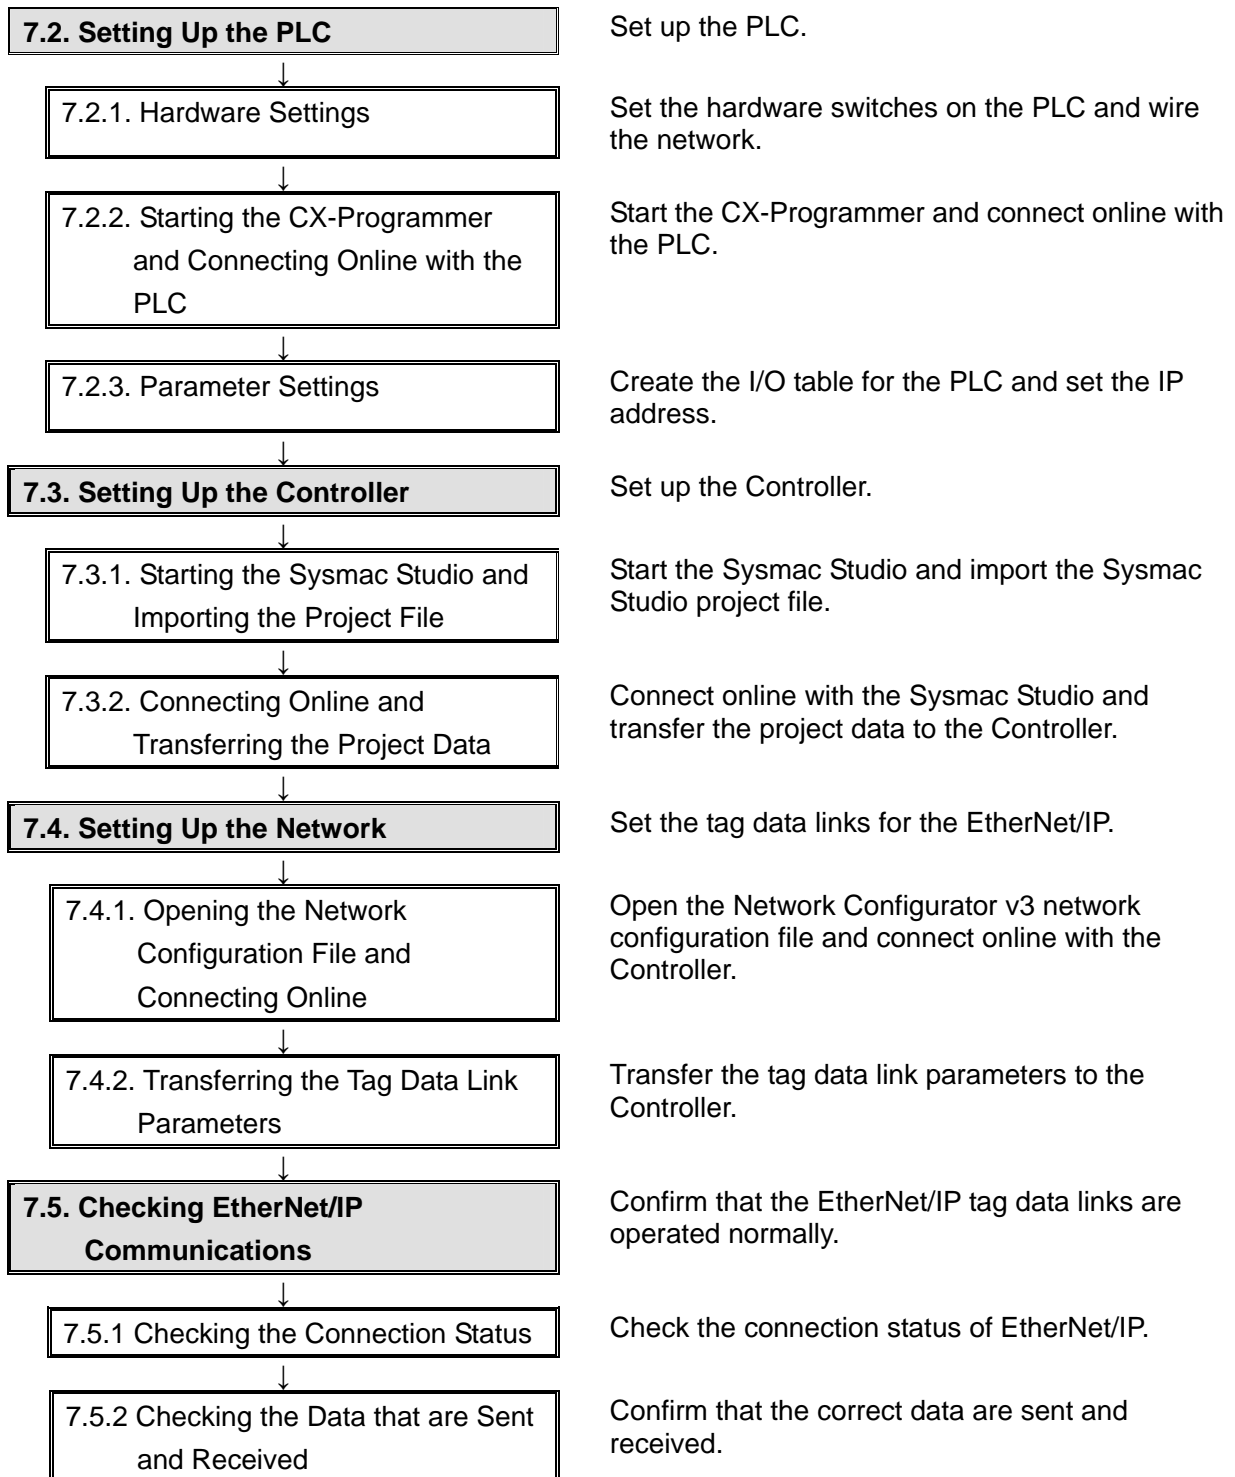 7.2. Setting Up the PLC
Set up the PLC.
↓
7.2.1. Hardware Settings
Set the hardware switches on the PLC and wire
the network.
↓
7.2.2. Starting the CX-Programmer
and Connecting Online with the
PLC
Start the CX-Programmer and connect online with
the PLC.
↓
7.2.3. Parameter Settings
Create the I/O table for the PLC and set the IP
address.
↓
7.3. Setting Up the Controller
Set up the Controller.
↓
7.3.1. Starting the Sysmac Studio and
Importing the Project File
Start the Sysmac Studio and import the Sysmac
Studio project file.
↓
7.3.2. Connecting Online and
Transferring the Project Data
Connect online with the Sysmac Studio and
transfer the project data to the Controller.
↓
7.4. Setting Up the Network
Set the tag data links for the EtherNet/IP.
↓
7.4.1. Opening the Network
Configuration File and
Connecting Online
Open the Network Configurator v3 network
configuration file and connect online with the
Controller.
↓
7.4.2. Transferring the Tag Data Link
Parameters
Transfer the tag data link parameters to the
Controller.
↓
7.5. Checking EtherNet/IP
Communications
Confirm that the EtherNet/IP tag data links are
operated normally.
↓
7.5.1 Checking the Connection Status
Check the connection status of EtherNet/IP.
↓
7.5.2 Checking the Data that are Sent
and Received
Confirm that the correct data are sent and
received.